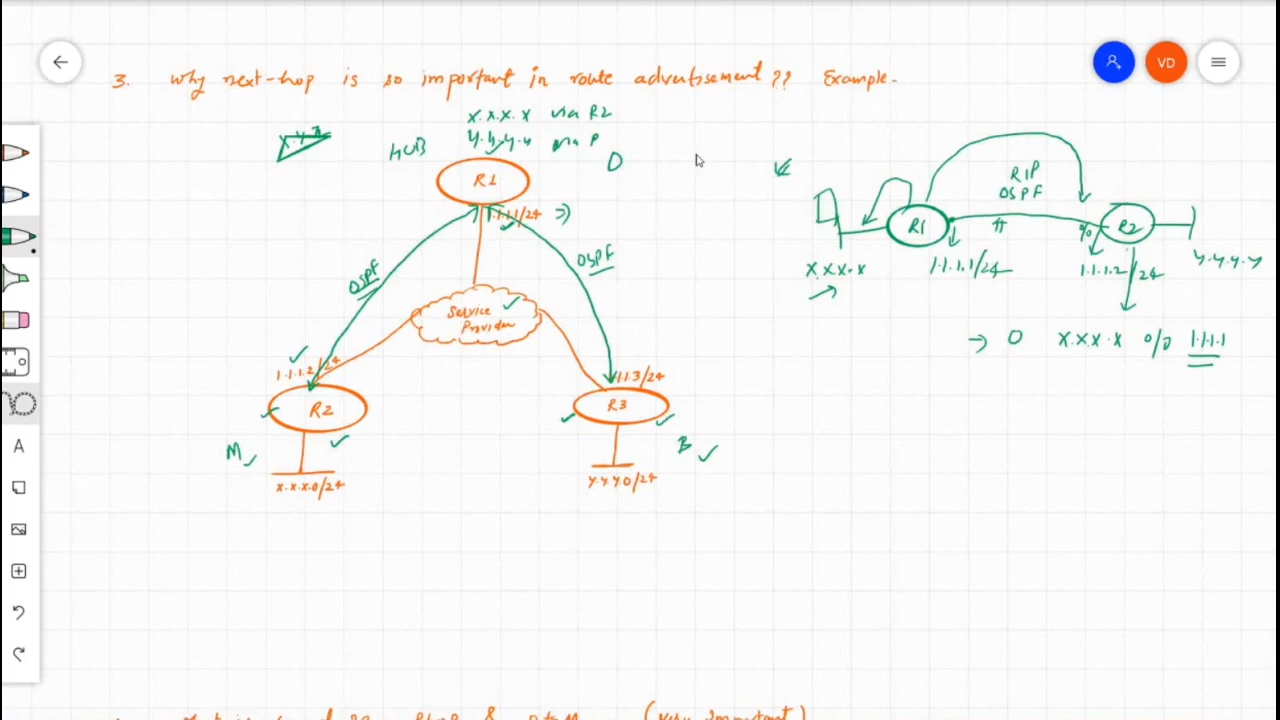 3. Why next-hop is so important in route advertisement?? Example.
VD
x.x.x.x via R2
HUB
R1
1.1.1.1/24
OSPF
OSPF
Service
Provider
1.1.1.2/24
R2
M
x.x.x.0/24
1.1.3/24
R3
B
y.y.y.0/24
RIP
OSPF
R1
R2
x.x.x.x
1.1.1.1/24
1.1.1.2/24
y.y.y.y
O x.x.x.x % 1.1.1.1
A
(very important)